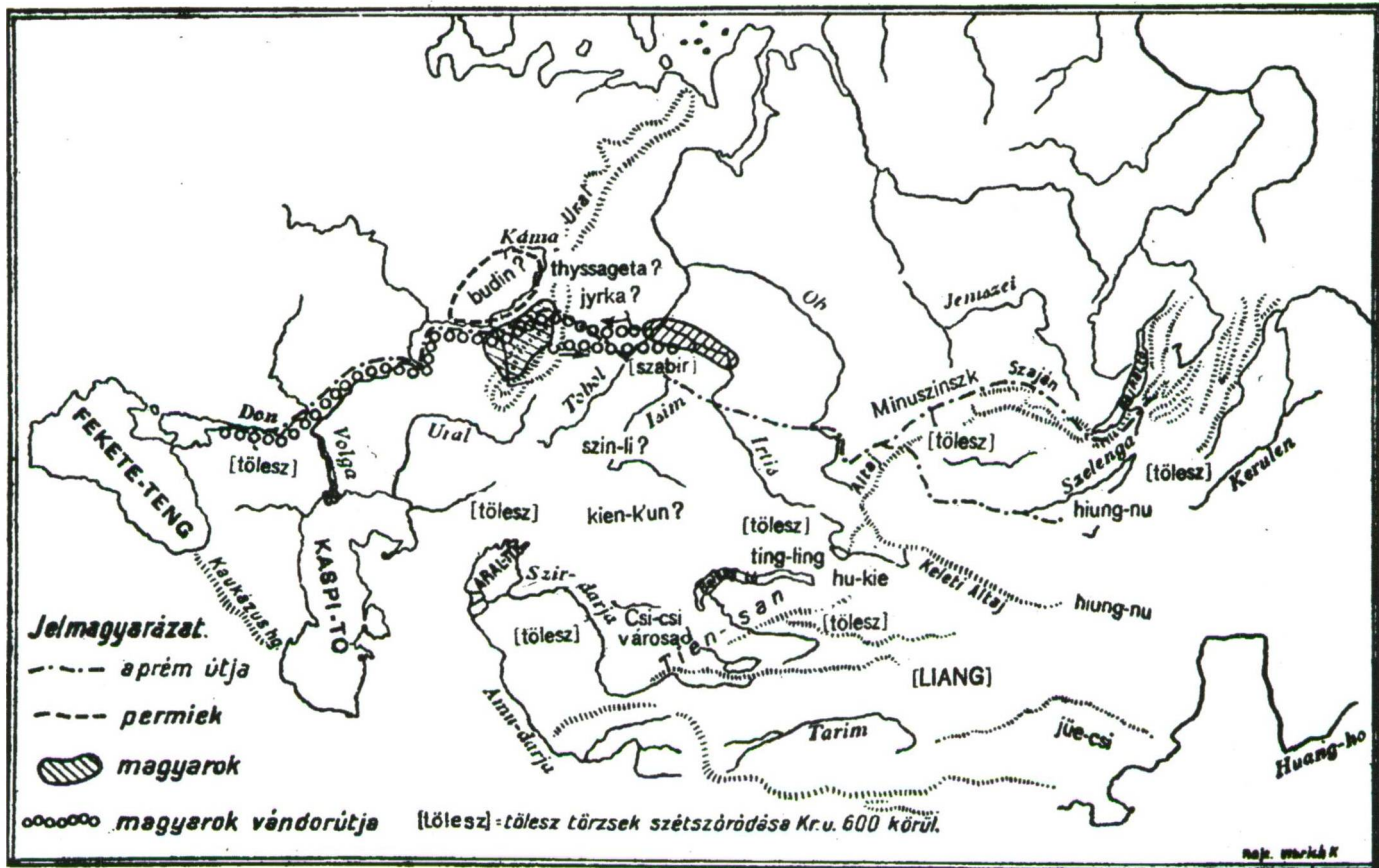 Ural
Káma
budin?
thyssageta?
jyrka?
Ob
Jeniszei
[szabir]
Tobol
Isim
Minuszinszk
Szaján
Don
Volga
Ural
[tölesz]
szin-li?
Irtis
Altaj
[tölesz]
Szelenga
[tölesz]
Kerulen
FEKETE-TENG
KASPI-TÓ
[tölesz]
kien-k'un?
[tölesz]
hiung-nu
ting-ling
hu-kie
Keleti Altaj
hiung-nu
Kaukázus hg.
Szir-darja
[tölesz]
Csi-csi
városa
Tien-san
[tölesz]
[LIANG]
Amu-darja
Tarim
jüe-csi
Huang-ho
Jelmagyarázat.
aprém útja
permiek
magyarok
magyarok vándorútja
[tölesz]=tölesz törzsek szétszóródása Kr.u. 600 körül.